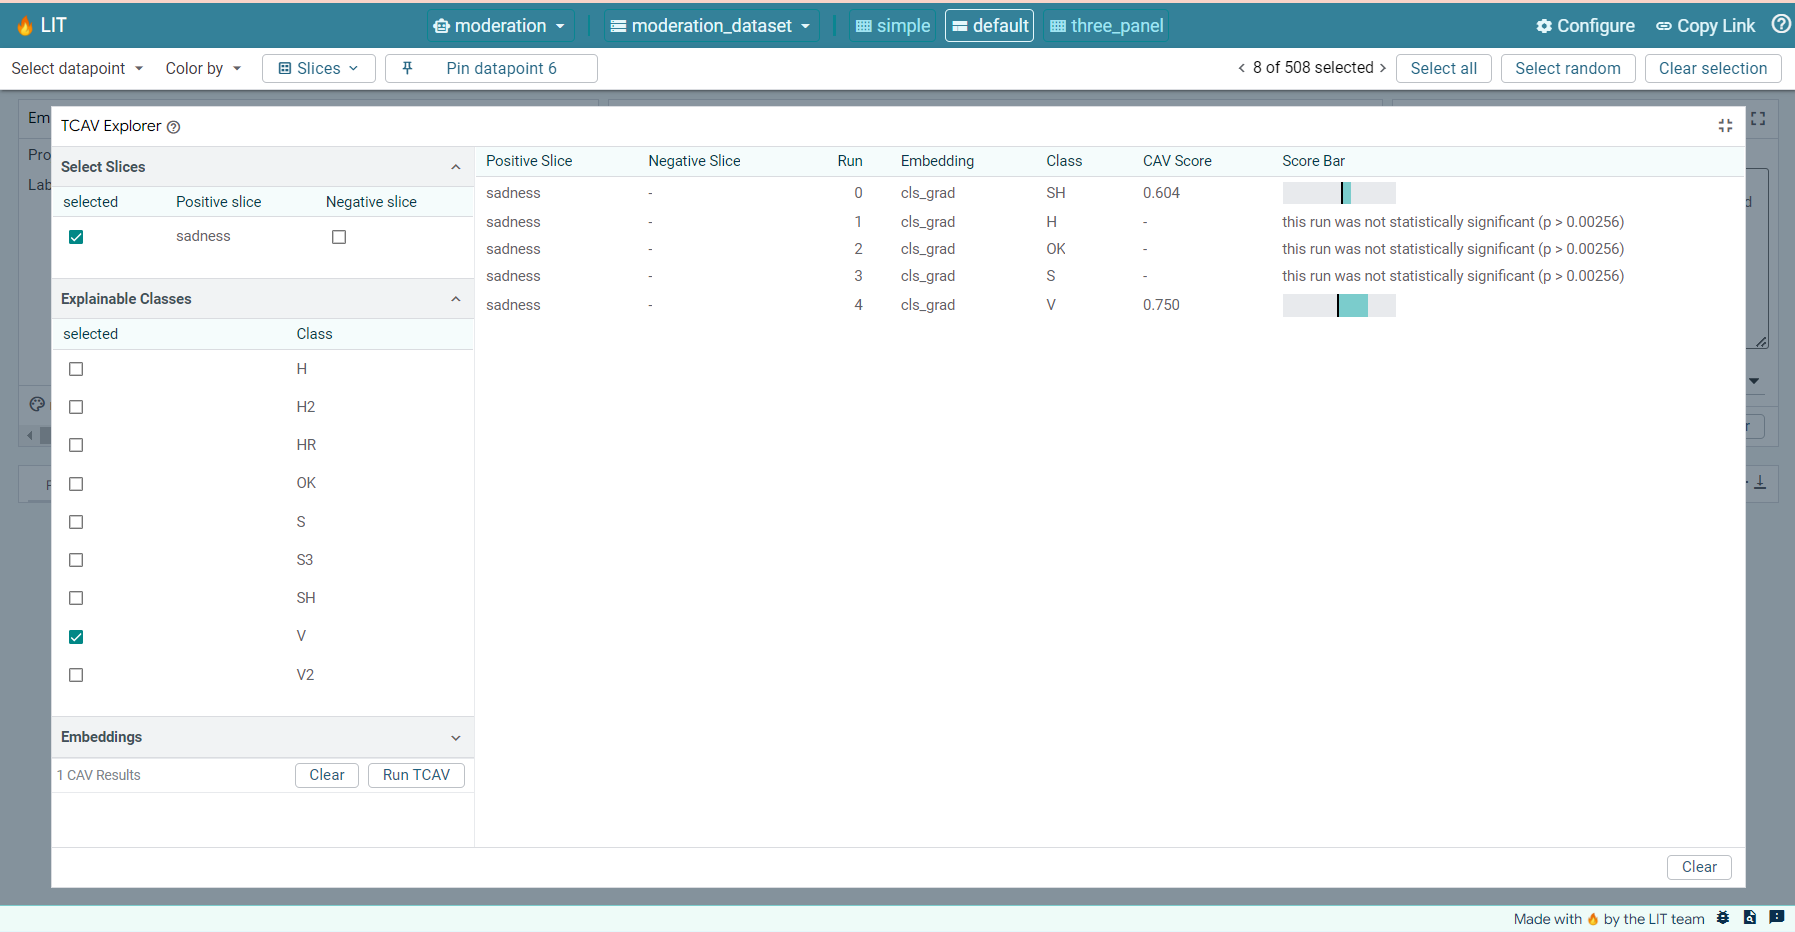 LIT
moderation
moderation_dataset
simple
default
three_panel
Configure
Copy Link
Select datapoint
Color by
Slices
Pin datapoint 6
8 of 508 selected
Select all
Select random
Clear selection
Em
TCAV Explorer
Pro
Lab
Select Slices
selected Positive slice Negative slice
sadness
Explainable Classes
selected Class
H
H2
HR
OK
S
S3
SH
V
V2
Embeddings
1 CAV Results
Clear
Run TCAV
Positive Slice Negative Slice Run Embedding Class CAV Score Score Bar
sadness - 0 cls_grad SH 0.604
sadness - 1 cls_grad H - this run was not statistically significant (p > 0.00256)
sadness - 2 cls_grad OK - this run was not statistically significant (p > 0.00256)
sadness - 3 cls_grad S - this run was not statistically significant (p > 0.00256)
sadness - 4 cls_grad V 0.750
Clear
Made with 🔥 by the LIT team